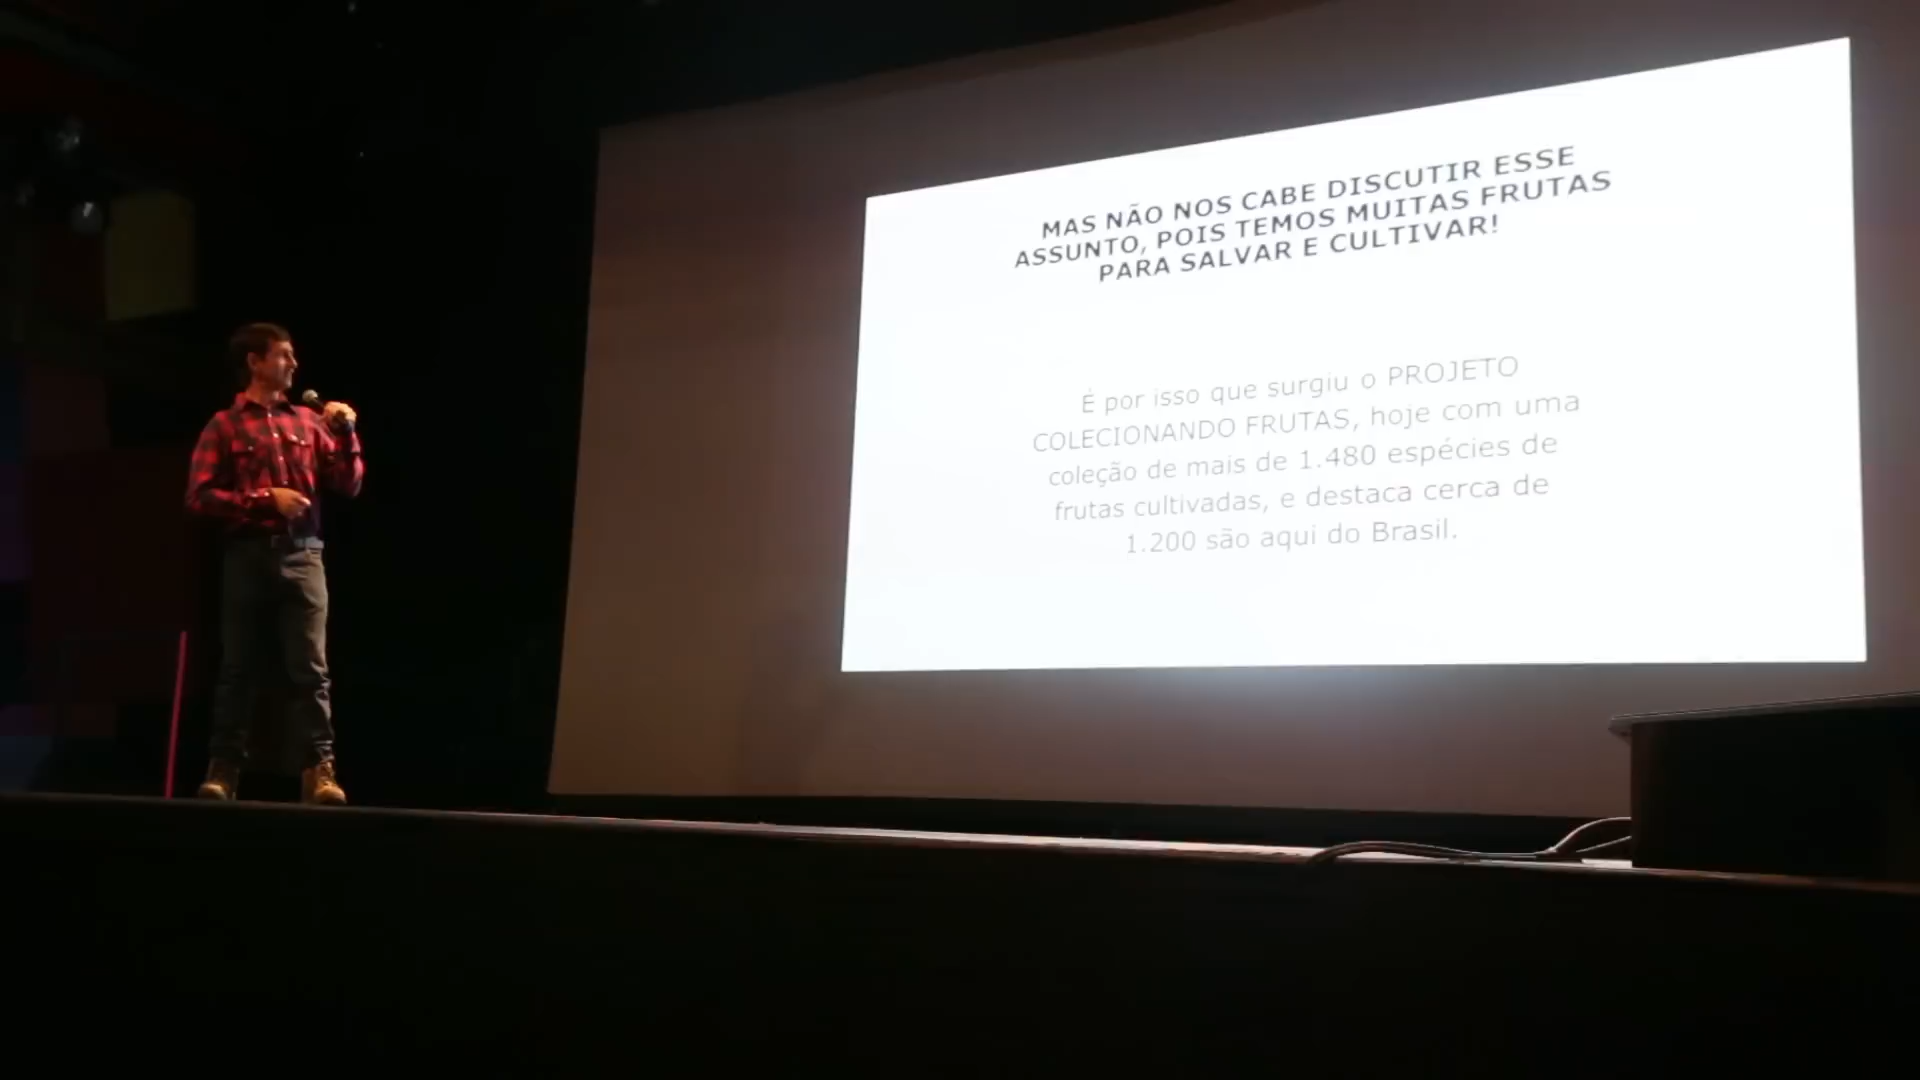 MAS NÃO NOS CABE DISCUTIR ESSE
ASSUNTO, POIS TEMOS MUITAS FRUTAS
PARA SALVAR E CULTIVAR!
É por isso que surgiu o PROJETO
COLECIONANDO FRUTAS, hoje com uma
coleção de mais de 1.480 espécies de
frutas cultivadas, e destaca cerca de
1.200 são aqui do Brasil.